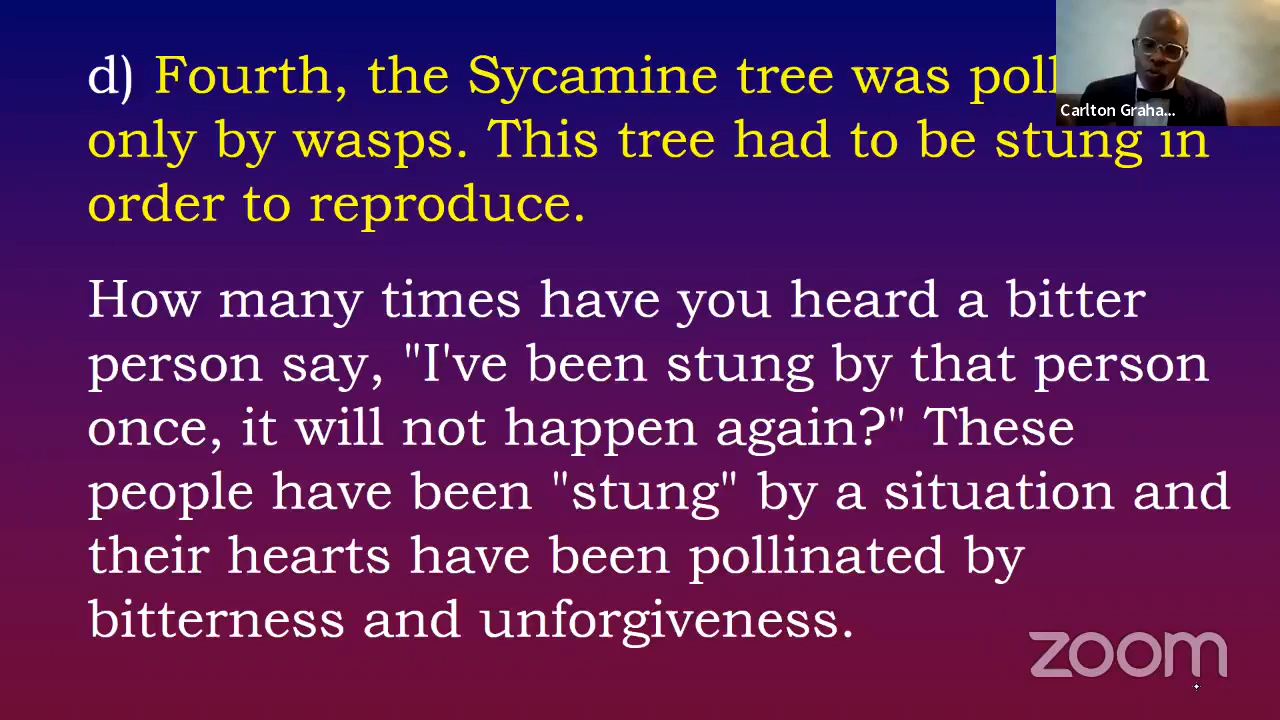 d) Fourth, the Sycamine tree was poll
only by wasps. This tree had to be stung in
order to reproduce.
How many times have you heard a bitter
person say, "I've been stung by that person
once, it will not happen again?" These
people have been "stung" by a situation and
their hearts have been pollinated by
bitterness and unforgiveness.
Carlton Graha...
zoom